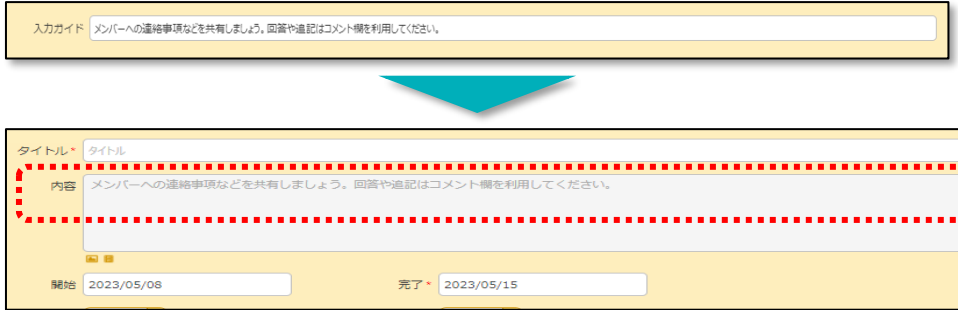 入力ガイド メンバーへの連絡事項などを共有しましょう。回答や追記はコメント欄を利用してください。
タイトル* タイトル
内容 メンバーへの連絡事項などを共有しましょう。回答や追記はコメント欄を利用してください。
開始 2023/05/08 完了* 2023/05/15